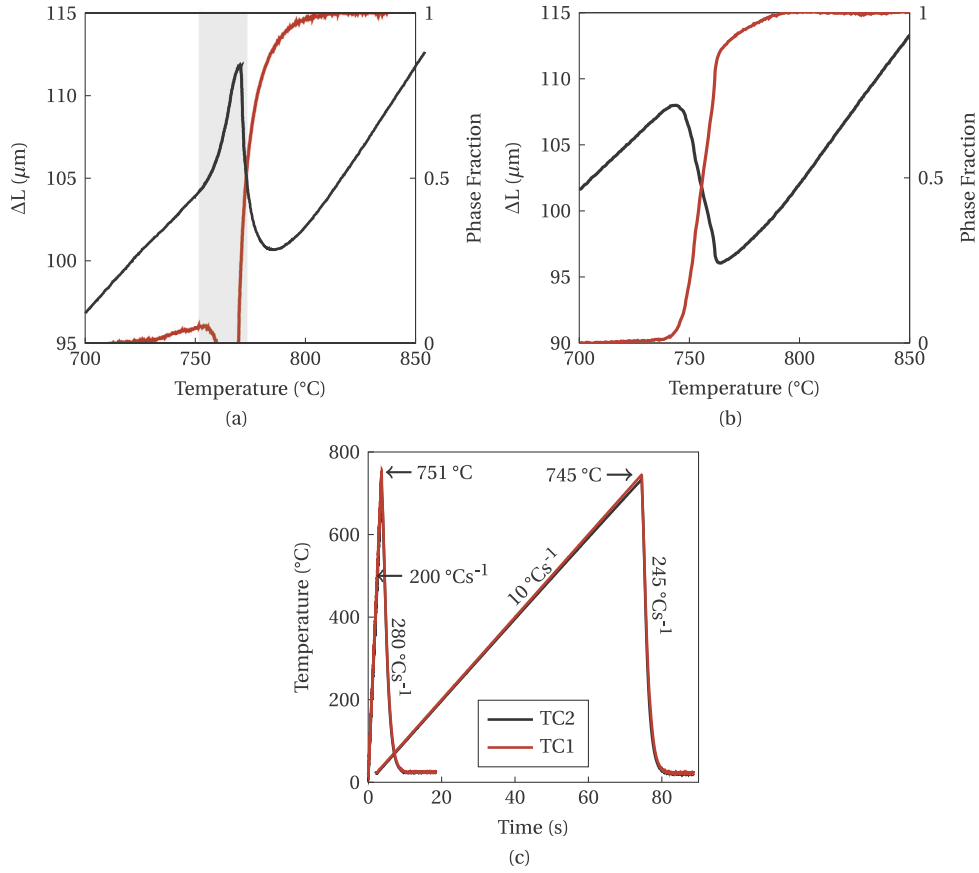 115
110
105
100
95
ΔL (μm)
700
750
800
850
Temperature (°C)
1
0.5
0
Phase Fraction
(a)
115
110
105
100
95
90
ΔL (μm)
700
750
800
850
Temperature (°C)
1
0.5
0
Phase Fraction
(b)
800
600
400
200
0
Temperature (°C)
751 °C
745 °C
200 °Cs-1
280 °Cs-1
10 °Cs-1
245 °Cs-1
TC2
TC1
0
20
40
60
80
Time (s)
(c)